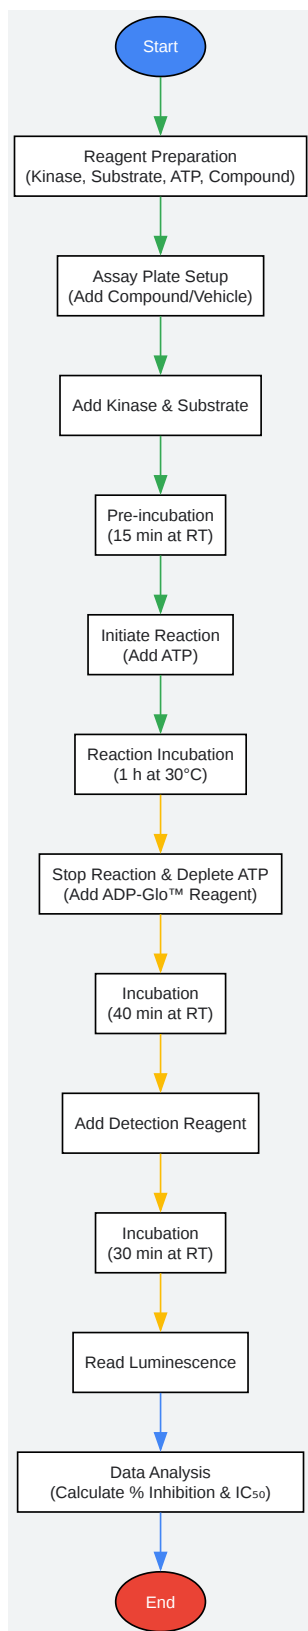 Start
Reagent Preparation
(Kinase, Substrate, ATP, Compound)
Assay Plate Setup
(Add Compound/Vehicle)
Add Kinase & Substrate
Pre-incubation
(15 min at RT)
Initiate Reaction
(Add ATP)
Reaction Incubation
(1 h at 30°C)
Stop Reaction & Deplete ATP
(Add ADP-Glo™ Reagent)
Incubation
(40 min at RT)
Add Detection Reagent
Incubation
(30 min at RT)
Read Luminescence
Data Analysis
(Calculate % Inhibition & IC₅₀)
End